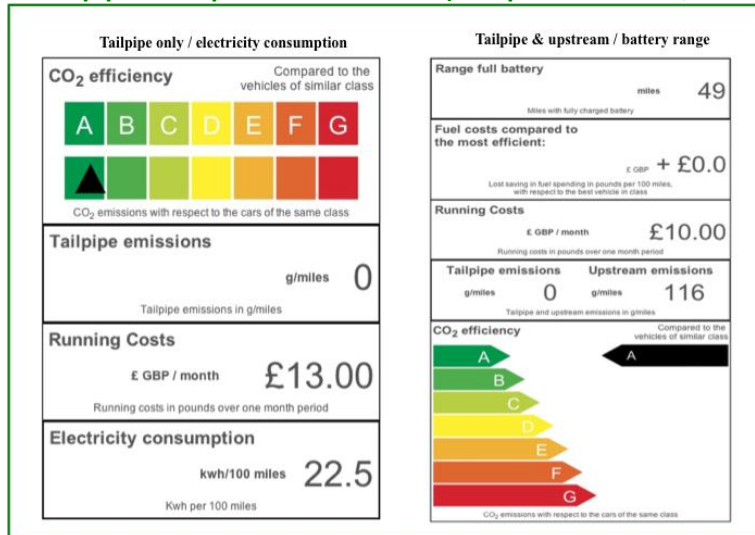 Tailpipe only / electricity consumption
CO₂ efficiency
Compared to the
vehicles of similar class
A B C D E F G
CO₂ emissions with respect to the cars of the same class
Tailpipe emissions
g/miles 0
Tailpipe emissions in g/miles
Running Costs
£ GBP / month £13.00
Running costs in pounds over one month period
Electricity consumption
kwh/100 miles 22.5
Kwh per 100 miles
Tailpipe & upstream / battery range
Range full battery
miles 49
Miles with fully charged battery
Fuel costs compared to
the most efficient:
£ GBP + £0.0
Lost saving in fuel spending in pounds per 100 miles,
with respect to the best vehicle in class
Running Costs
£ GBP / month £10.00
Running costs in pounds over one month period
Tailpipe emissions Upstream emissions
g/miles 0 g/miles 116
Tailpipe and upstream emissions in g/miles
CO₂ efficiency
Compared to the
vehicles of similar class
A A
B
C
D
E
F
G
CO₂ emissions with respect to the cars of the same class